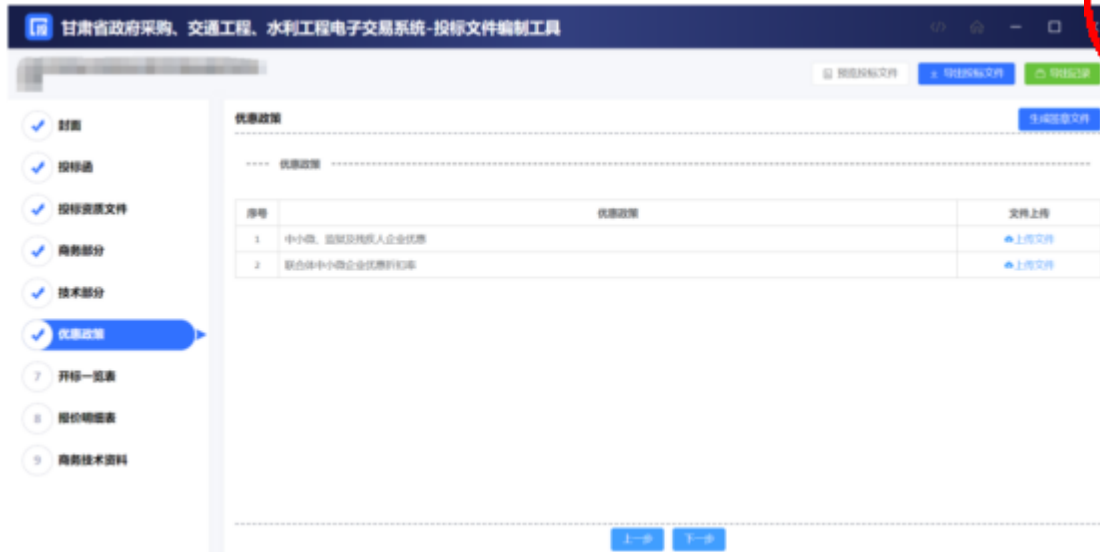 甘肃省政府采购、交通工程、水利工程电子交易系统-投标文件编制工具
预览投标文件 导出投标文件 导出记录
封面
投标函
投标资质文件
商务部分
技术部分
优惠政策
7 开标一览表
8 报价明细表
9 商务技术资料
优惠政策 生成签章文件
优惠政策
序号 优惠政策 文件上传
1 中小微、监狱及残疾人企业优惠 上传文件
2 联合体中小微企业优惠折扣率 上传文件
上一步 下一步